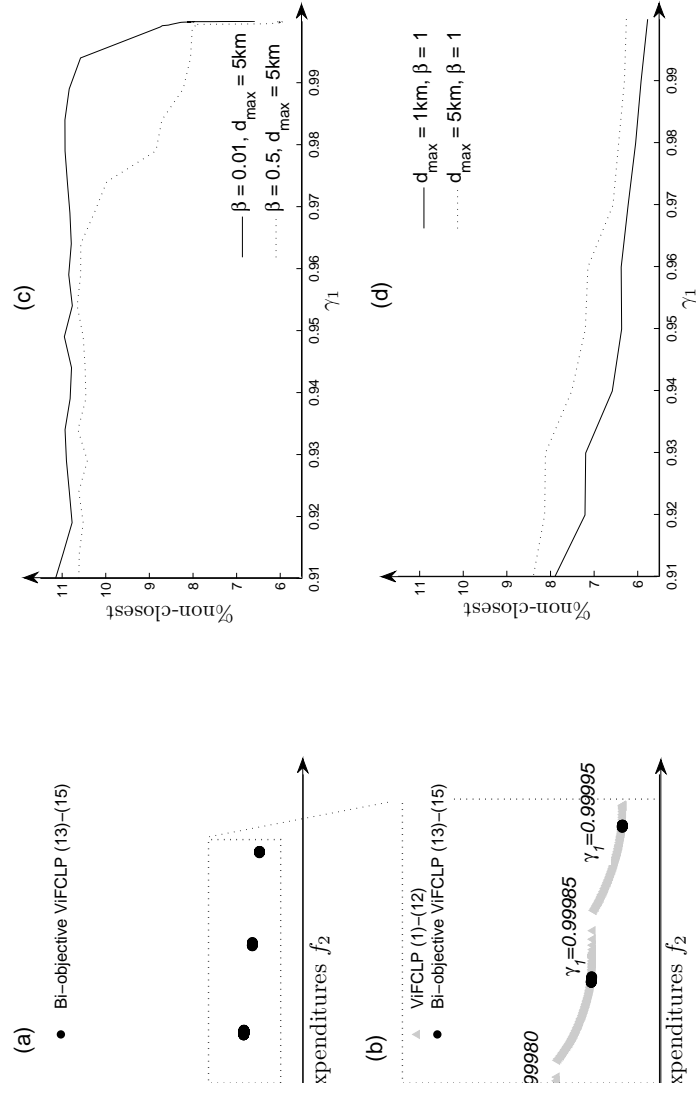 (a)
Bi−objective ViFCLP (13)−(15)
xpenditures f2
(b)
ViFCLP (1)−(12)
Bi−objective ViFCLP (13)−(15)
99980
γ1=0.99985
γ1=0.99995
xpenditures f2
(c)
%non-closest
11
10
9
8
7
6
0.91
0.92
0.93
0.94
0.95
0.96
0.97
0.98
0.99
γ1
β = 0.01, dmax = 5km
β = 0.5, dmax = 5km
(d)
%non-closest
11
10
9
8
7
6
0.91
0.92
0.93
0.94
0.95
0.96
0.97
0.98
0.99
γ1
dmax = 1km, β = 1
dmax = 5km, β = 1